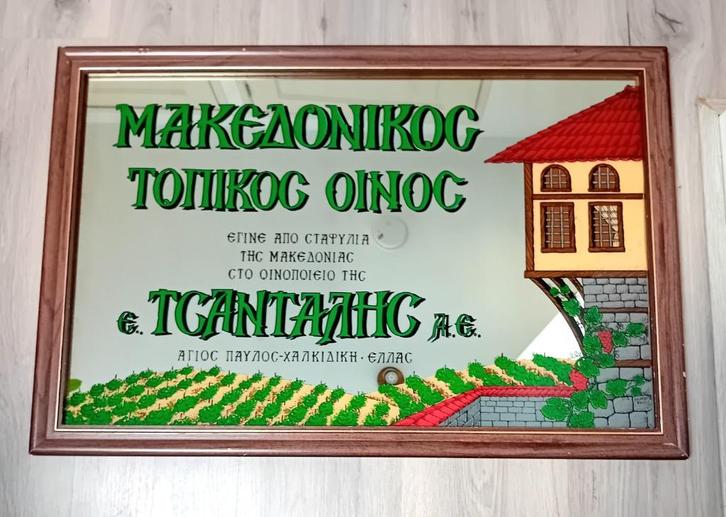 ΜΑΚΕΔΟΝΙΚΟΣ
ΤΟΠΙΚΟΣ ΟΙΝΟΣ
ΕΓΙΝΕ ΑΠΟ ΣΤΑΦΥΛΙΑ
ΤΗΣ ΜΑΚΕΔΟΝΙΑΣ
ΣΤΟ ΟΙΝΟΠΟΙΕΙΟ ΤΗΣ
Ε. ΤΣΑΝΤΑΛΗΣ Α.Ε.
ΑΓΙΟΣ ΠΑΥΛΟΣ-ΧΑΛΚΙΔΙΚΗ·ΕΛΛΑΣ